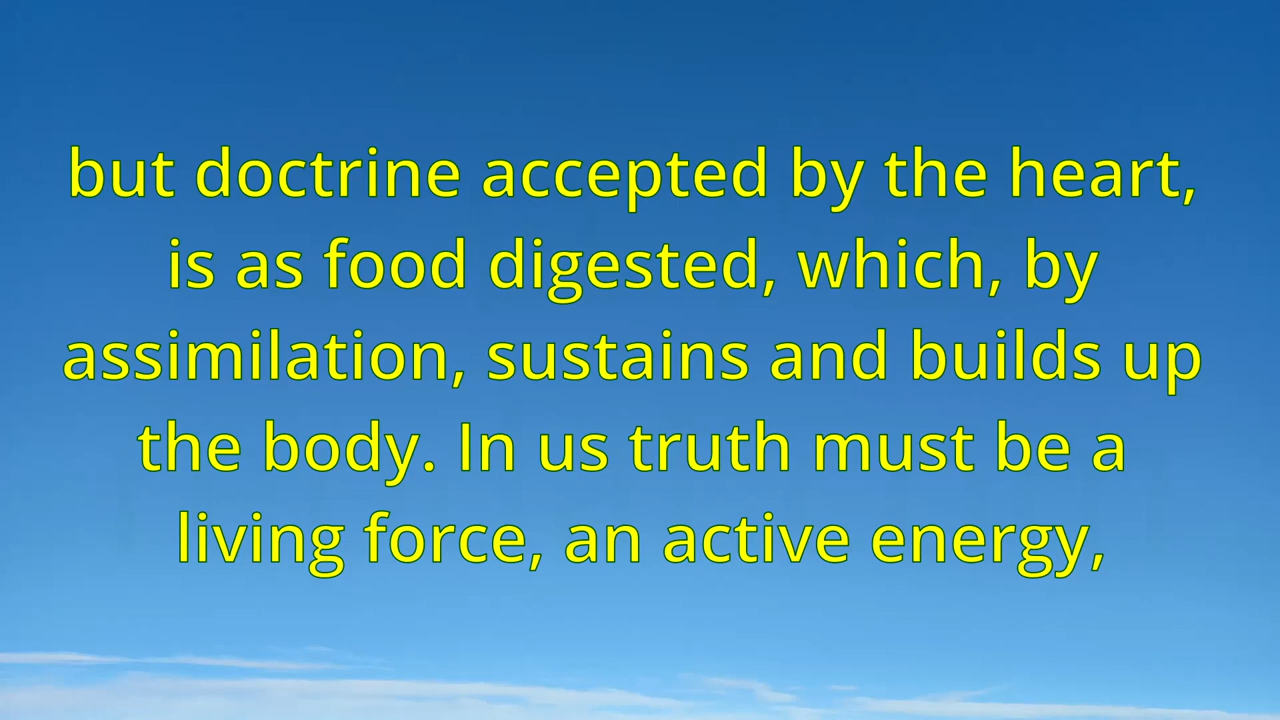 but doctrine accepted by the heart,
is as food digested, which, by
assimilation, sustains and builds up
the body. In us truth must be a
living force, an active energy,